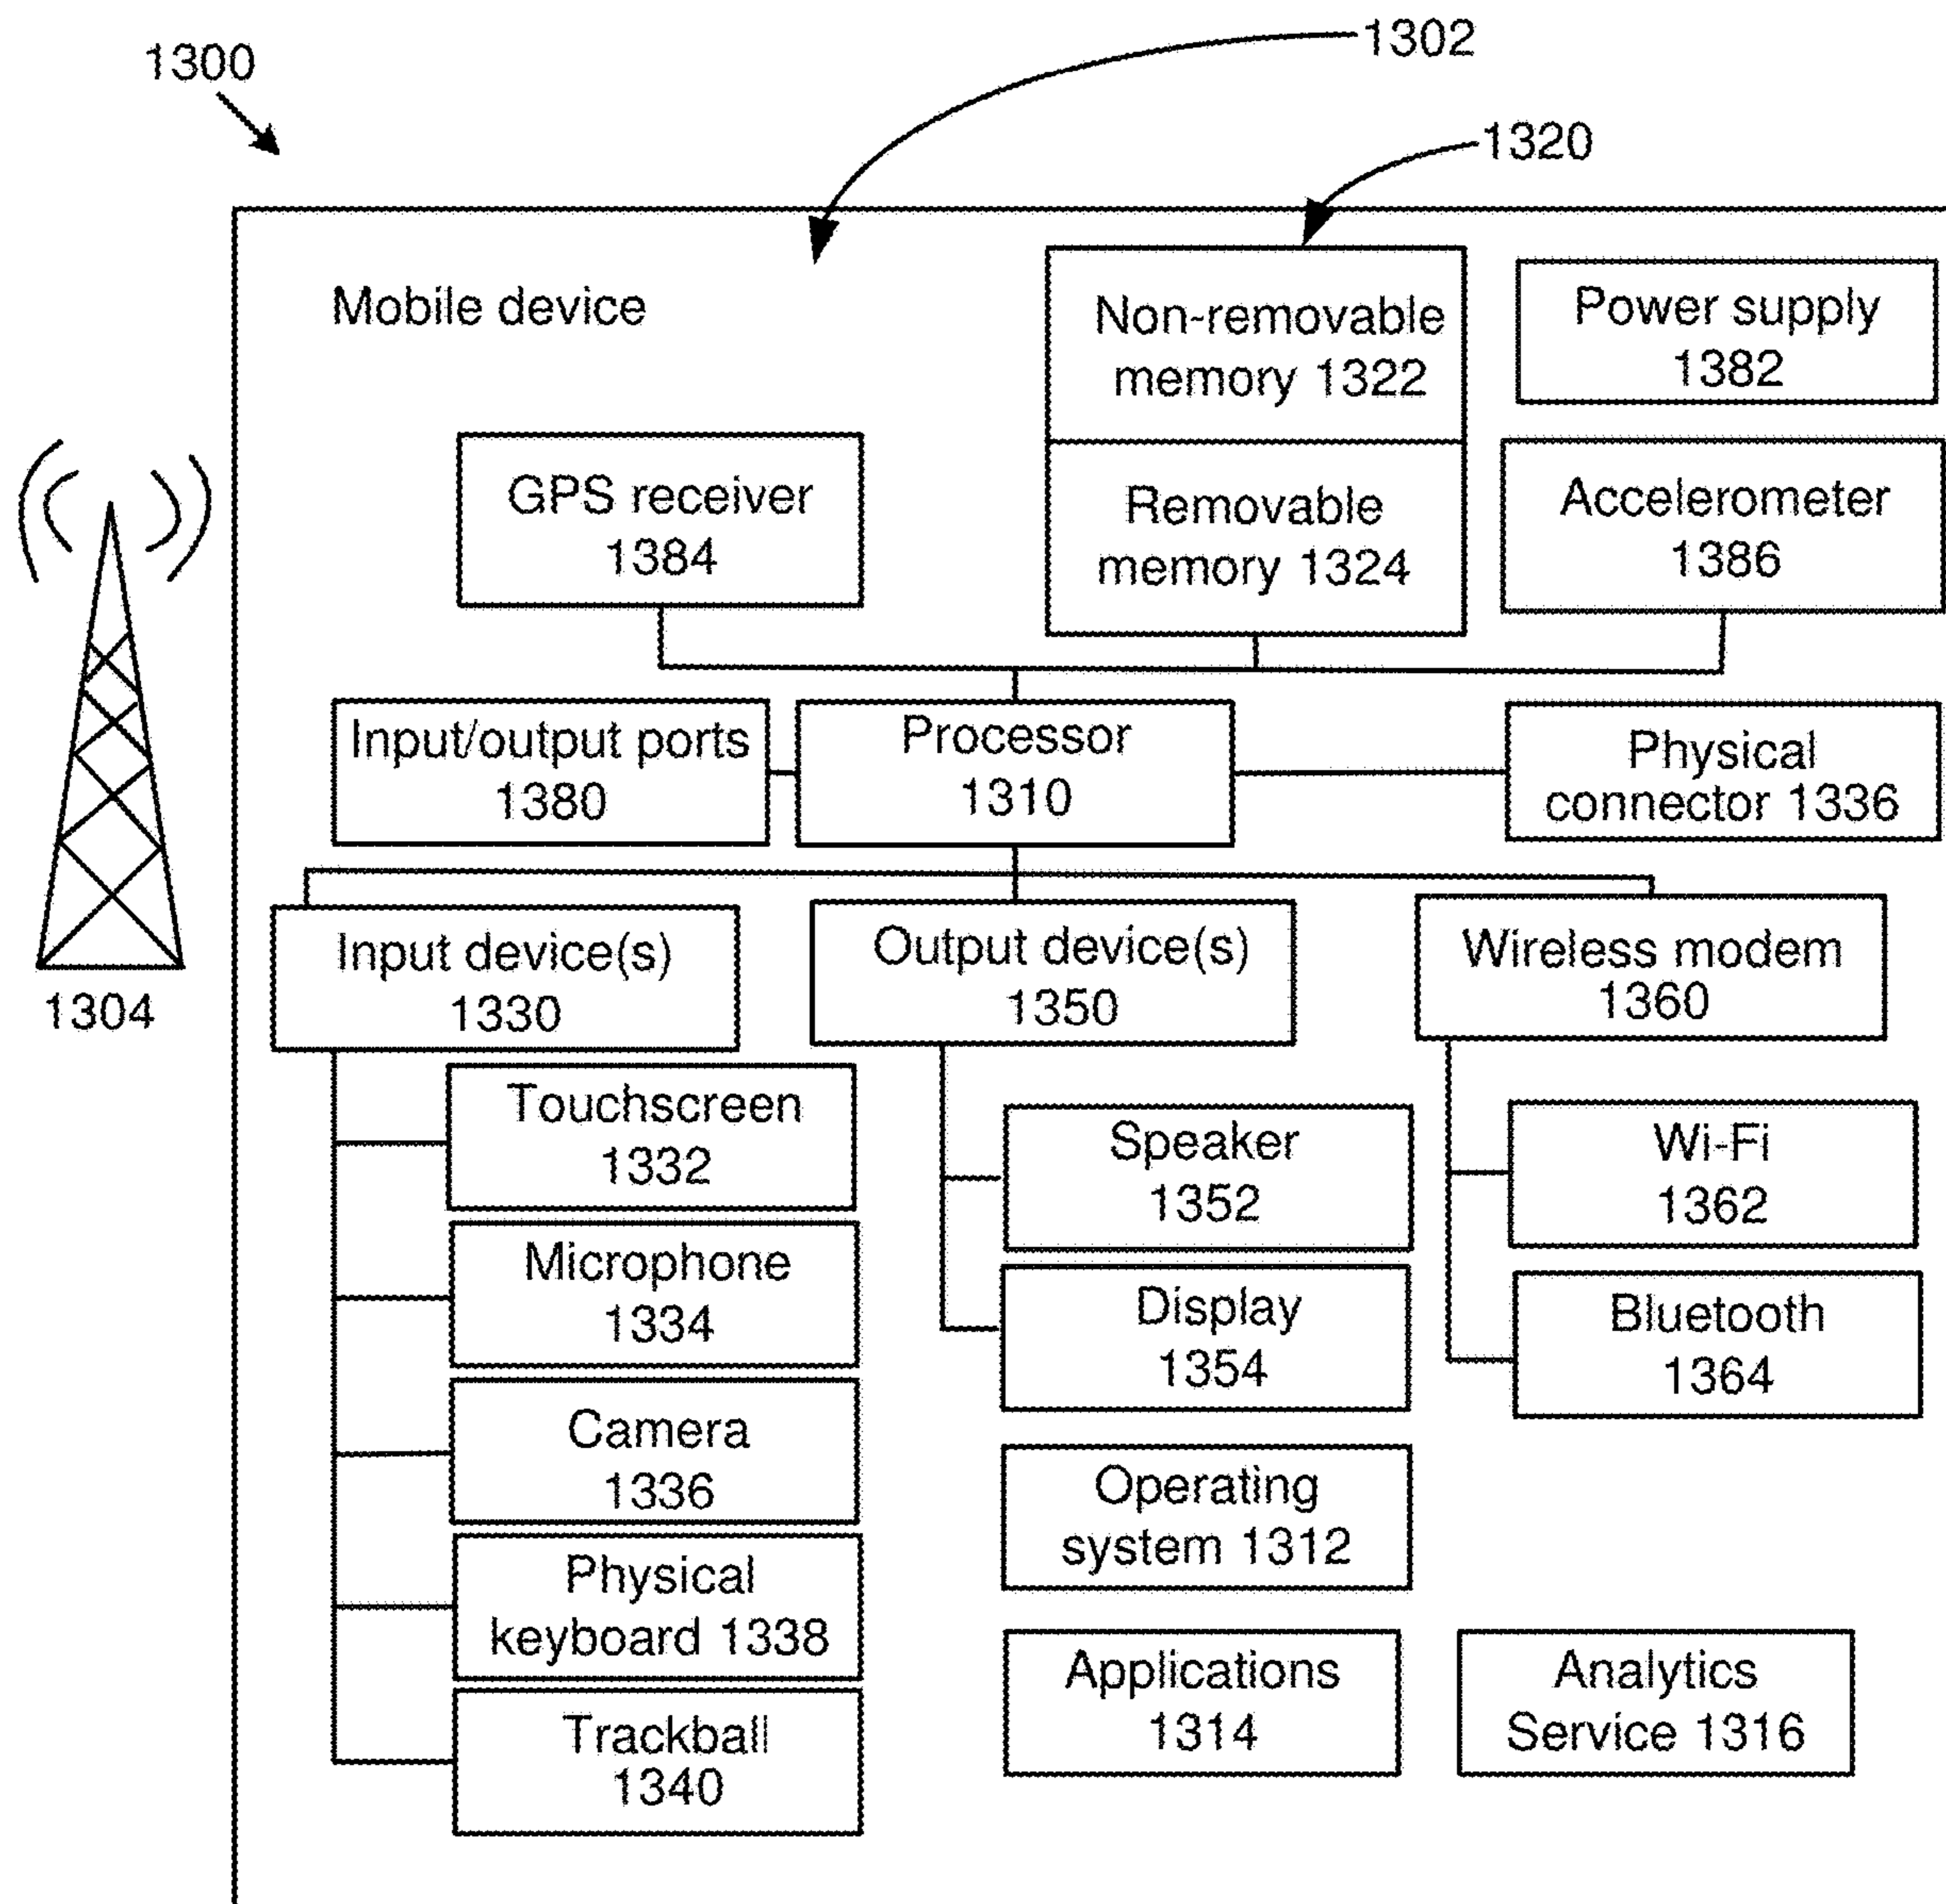 1300
1302
1320
Mobile device
Non-removable
memory 1322
Power supply
1382
GPS receiver
1384
Removable
memory 1324
Accelerometer
1386
Input/output ports
1380
Processor
1310
Physical
connector 1336
Input device(s)
1330
Output device(s)
1350
Wireless modem
1360
1304
Touchscreen
1332
Speaker
1352
Wi-Fi
1362
Microphone
1334
Display
1354
Bluetooth
1364
Camera
1336
Operating
system 1312
Physical
keyboard 1338
Applications
1314
Analytics
Service 1316
Trackball
1340